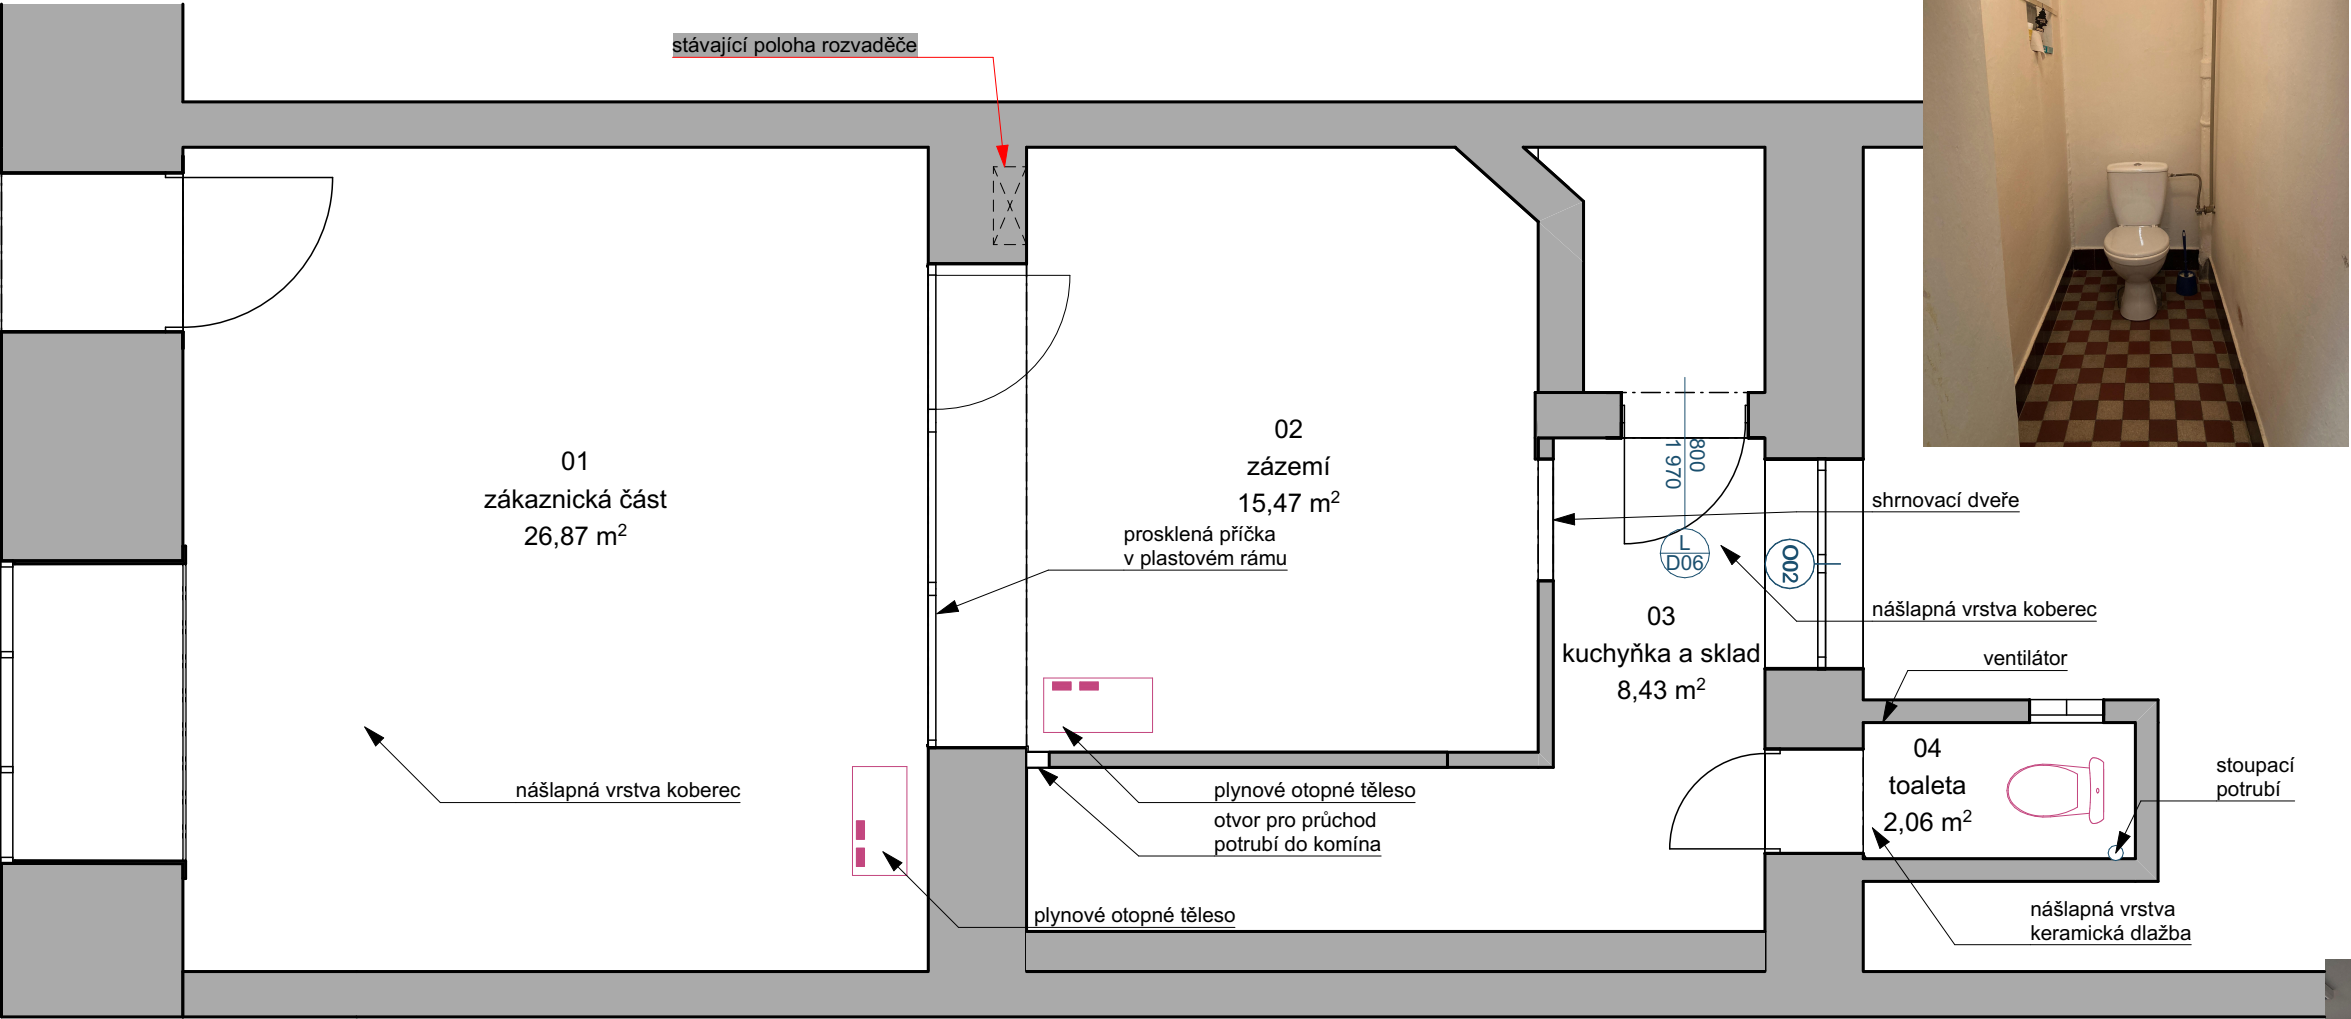 stávající poloha rozvaděče
01
zákaznická část
26,87 m²
02
zázemí
15,47 m²
prosklená příčka
v plastovém rámu
800
1 970
L
D06
O02
shrnovací dveře
nášlapná vrstva koberec
03
kuchyňka a sklad
8,43 m²
ventilátor
04
toaleta
2,06 m²
stoupací
potrubí
nášlapná vrstva koberec
plynové otopné těleso
otvor pro průchod
potrubí do komína
plynové otopné těleso
nášlapná vrstva
keramická dlažba